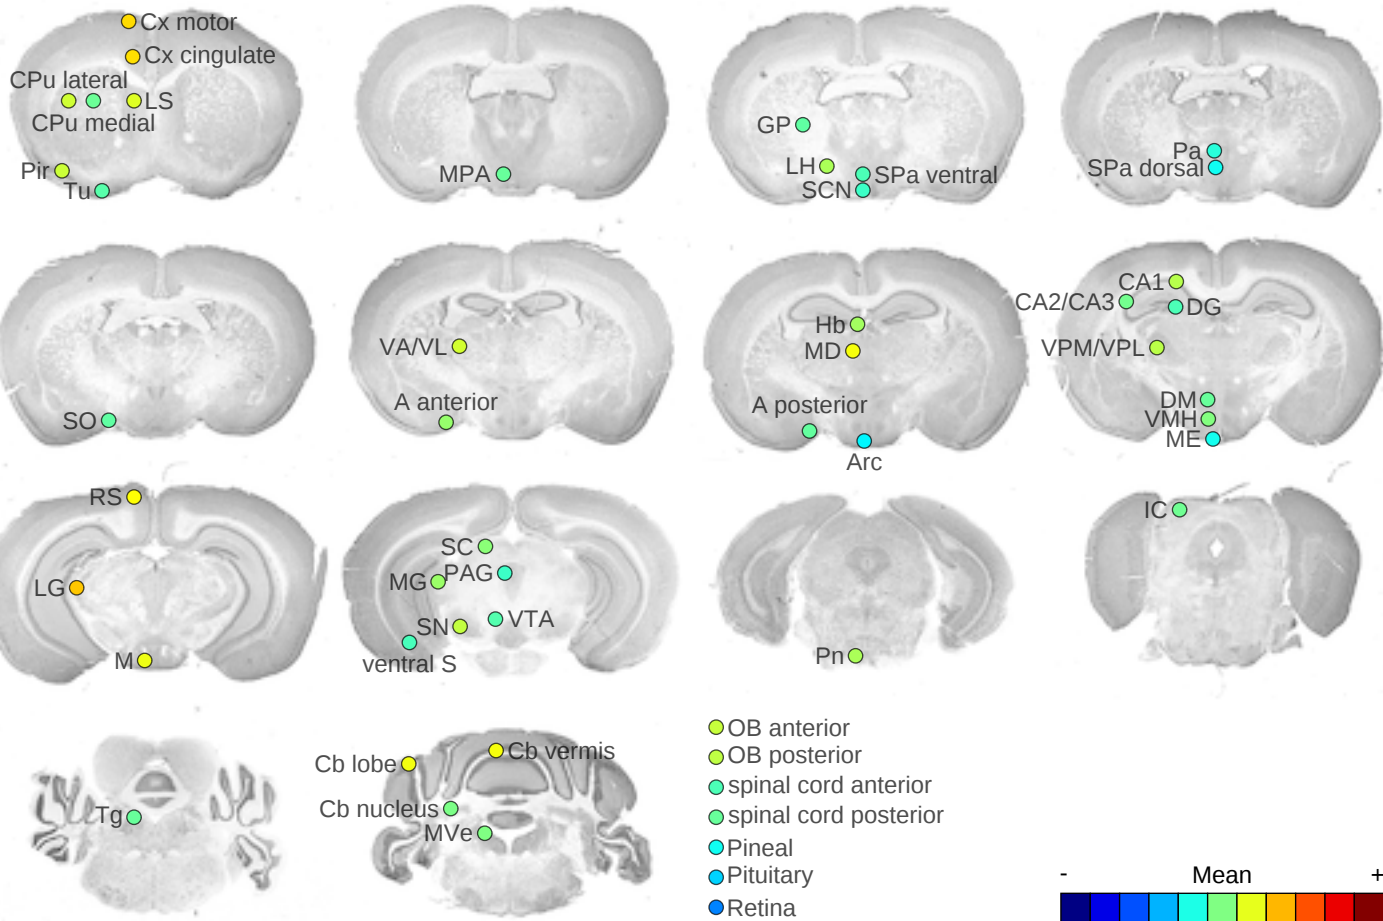 Cx motor
Cx cingulate
CPu lateral
LS
CPu medial
Pir
Tu
MPA
GP
LH
SPa ventral
SCN
Pa
SPa dorsal
SO
VA/VL
A anterior
Hb
MD
A posterior
Arc
CA1
CA2/CA3
DG
VPM/VPL
DM
VMH
ME
RS
LG
M
SC
MG
PAG
SN
VTA
ventral S
Pn
IC
Tg
Cb lobe
Cb vermis
Cb nucleus
MVe
OB anterior
OB posterior
spinal cord anterior
spinal cord posterior
Pineal
Pituitary
Retina
- Mean +